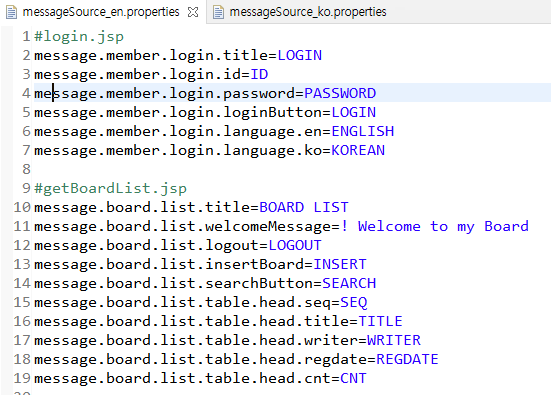 messageSource_en.properties messageSource_ko.properties
1 #login.jsp
2 message.member.login.title=LOGIN
3 message.member.login.id=ID
4 message.member.login.password=PASSWORD
5 message.member.login.loginButton=LOGIN
6 message.member.login.language.en=ENGLISH
7 message.member.login.language.ko=KOREAN
8
9 #getBoardList.jsp
10 message.board.list.title=BOARD LIST
11 message.board.list.welcomeMessage=! Welcome to my Board
12 message.board.list.logout=LOGOUT
13 message.board.list.insertBoard=INSERT
14 message.board.list.searchButton=SEARCH
15 message.board.list.table.head.seq=SEQ
16 message.board.list.table.head.title=TITLE
17 message.board.list.table.head.writer=WRITER
18 message.board.list.table.head.regdate=REGDATE
19 message.board.list.table.head.cnt=CNT